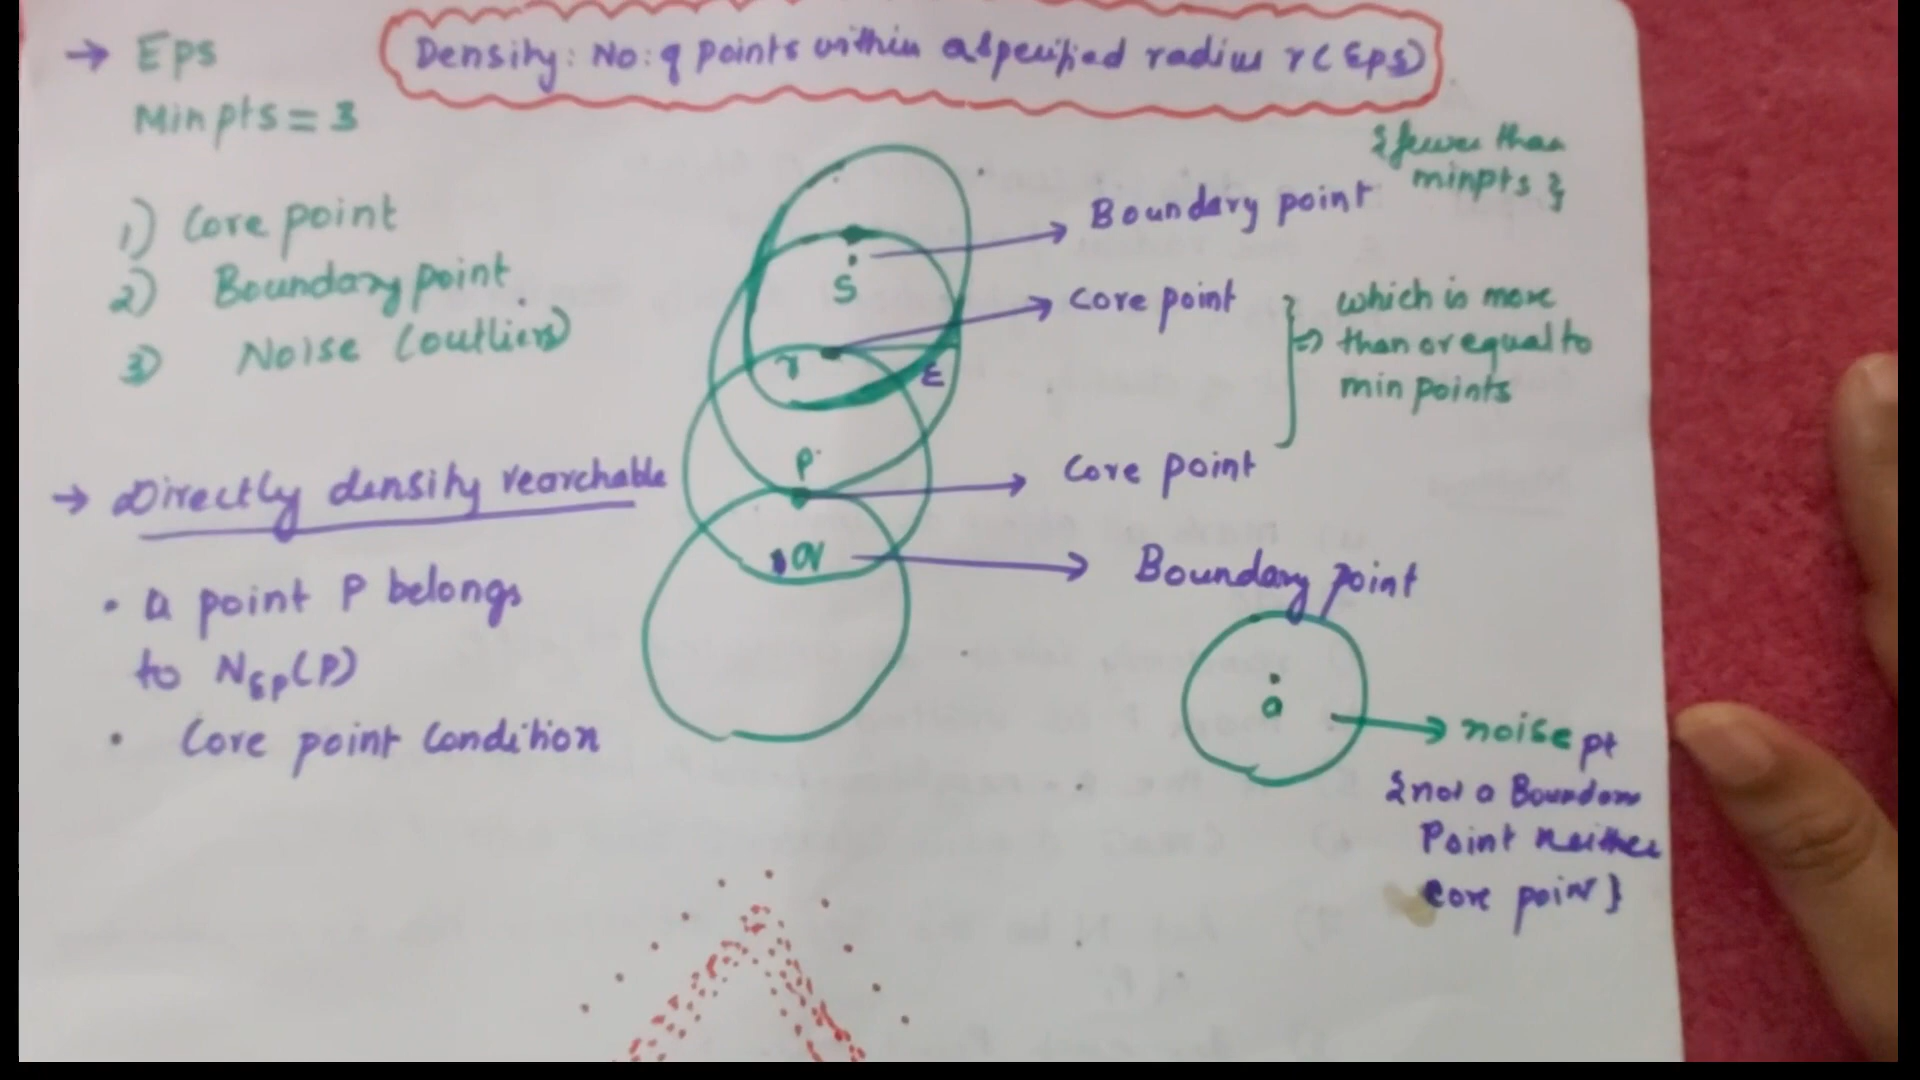 → Eps
Minpts = 3
Density: No: of points within a specified radius r (Eps)
1) Core point
2) Boundary point
3) Noise (outliers)
{fewer than
minpts}
Boundary point
S
Core point
r
ε
} ⇒ which is more
than or equal to
min points
P
Core point
q
Boundary point
→ Directly density rearchable
• a point P belongs
to NEp(P)
• Core point Condition
a
noise pt
{not a Boundary
Point neither
core point}